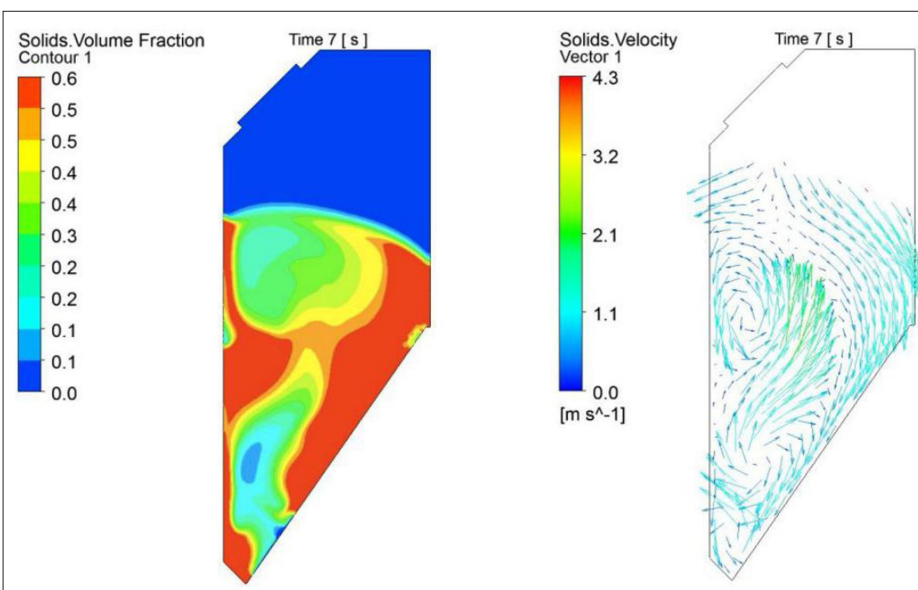 Solids.Volume Fraction
Contour 1
Time 7 [ s ]
0.6
0.5
0.5
0.4
0.4
0.3
0.2
0.2
0.1
0.1
0.0
Solids.Velocity
Vector 1
Time 7 [ s ]
4.3
3.2
2.1
1.1
0.0
[m s^-1]